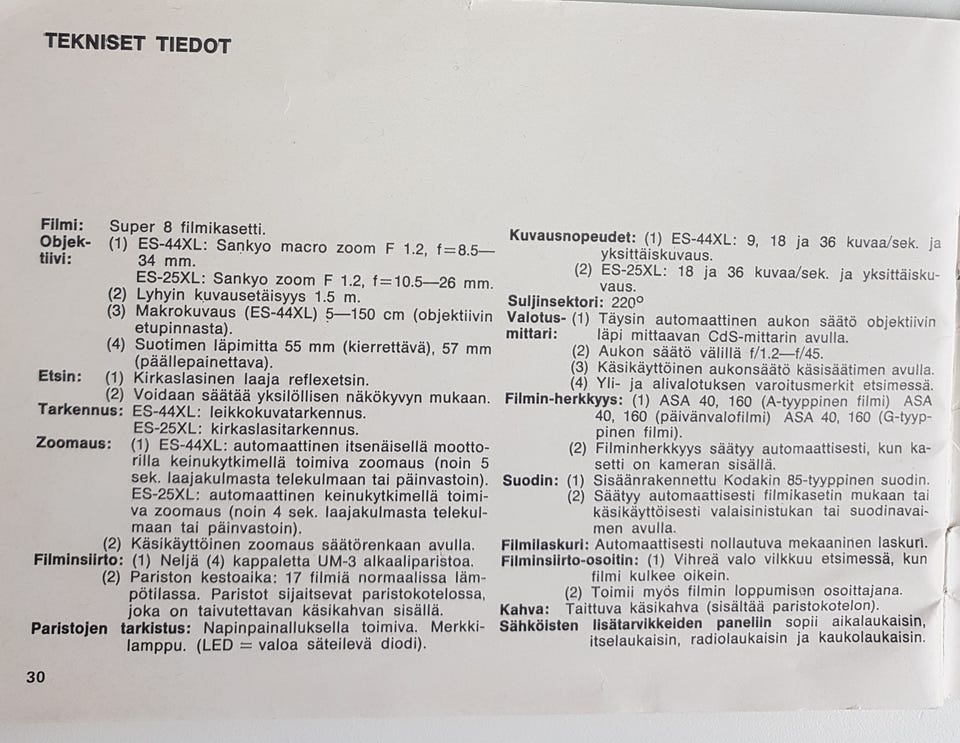 TEKNISET TIEDOT
Filmi: Super 8 filmikasetti.
Objek- (1) ES-44XL: Sankyo macro zoom F 1.2, f=8.5—
tiivi: 34 mm.
ES-25XL: Sankyo zoom F 1.2, f=10.5—26 mm.
(2) Lyhyin kuvausetäisyys 1.5 m.
(3) Makrokuvaus (ES-44XL) 5—150 cm (objektiivin
etupinnasta).
(4) Suotimen läpimitta 55 mm (kierrettävä), 57 mm
(päällepainettava).
Etsin: (1) Kirkaslasinen laaja reflexetsin.
(2) Voidaan säätää yksilöllisen näkökyvyn mukaan.
Tarkennus: ES-44XL: leikkokuvatarkennus.
ES-25XL: kirkaslasitarkennus.
Zoomaus: (1) ES-44XL: automaattinen itsenäisellä mootto-
rilla keinukytkimellä toimiva zoomaus (noin 5
sek. laajakulmasta telekulmaan tai päinvastoin).
ES-25XL: automaattinen keinukytkimellä toimi-
va zoomaus (noin 4 sek. laajakulmasta telekul-
maan tai päinvastoin).
(2) Käsikäyttöinen zoomaus säätörenkaan avulla.
Filminsiirto: (1) Neljä (4) kappaletta UM-3 alkaaliparistoa.
(2) Pariston kestoaika: 17 filmiä normaalissa läm-
pötilassa. Paristot sijaitsevat paristokotelossa,
joka on taivutettavan käsikahvan sisällä.
Paristojen tarkistus: Napinpainalluksella toimiva. Merkki-
lamppu. (LED = valoa säteilevä diodi).
30
Kuvausnopeudet: (1) ES-44XL: 9, 18 ja 36 kuvaa/sek. ja
yksittäiskuvaus.
(2) ES-25XL: 18 ja 36 kuvaa/sek. ja yksittäisku-
vaus.
Suljinsektori: 220°
Valotus- (1) Täysin automaattinen aukon säätö objektiivin
mittari: läpi mittaavan CdS-mittarin avulla.
(2) Aukon säätö välillä f/1.2—f/45.
(3) Käsikäyttöinen aukonsäätö käsisäätimen avulla.
(4) Yli- ja alivalotuksen varoitusmerkit etsimessä.
Filmin-herkkyys: (1) ASA 40, 160 (A-tyyppinen filmi) ASA
40, 160 (päivänvalofilmi) ASA 40, 160 (G-tyyp-
pinen filmi).
(2) Filminherkkyys säätyy automaattisesti, kun ka-
setti on kameran sisällä.
Suodin: (1) Sisäänrakennettu Kodakin 85-tyyppinen suodin.
(2) Säätyy automaattisesti filmikasetin mukaan tai
käsikäyttöisesti valaisinistukan tai suodinavai-
men avulla.
Filmilaskuri: Automaattisesti nollautuva mekaaninen laskuri.
Filminsiirto-osoitin: (1) Vihreä valo vilkkuu etsimessä, kun
filmi kulkee oikein.
(2) Toimii myös filmin loppumisen osoittajana.
Kahva: Taittuva käsikahva (sisältää paristokotelon).
Sähköisten lisätarvikkeiden paneliin sopii aikalaukaisin,
itselaukaisin, radiolaukaisin ja kaukolaukaisin.